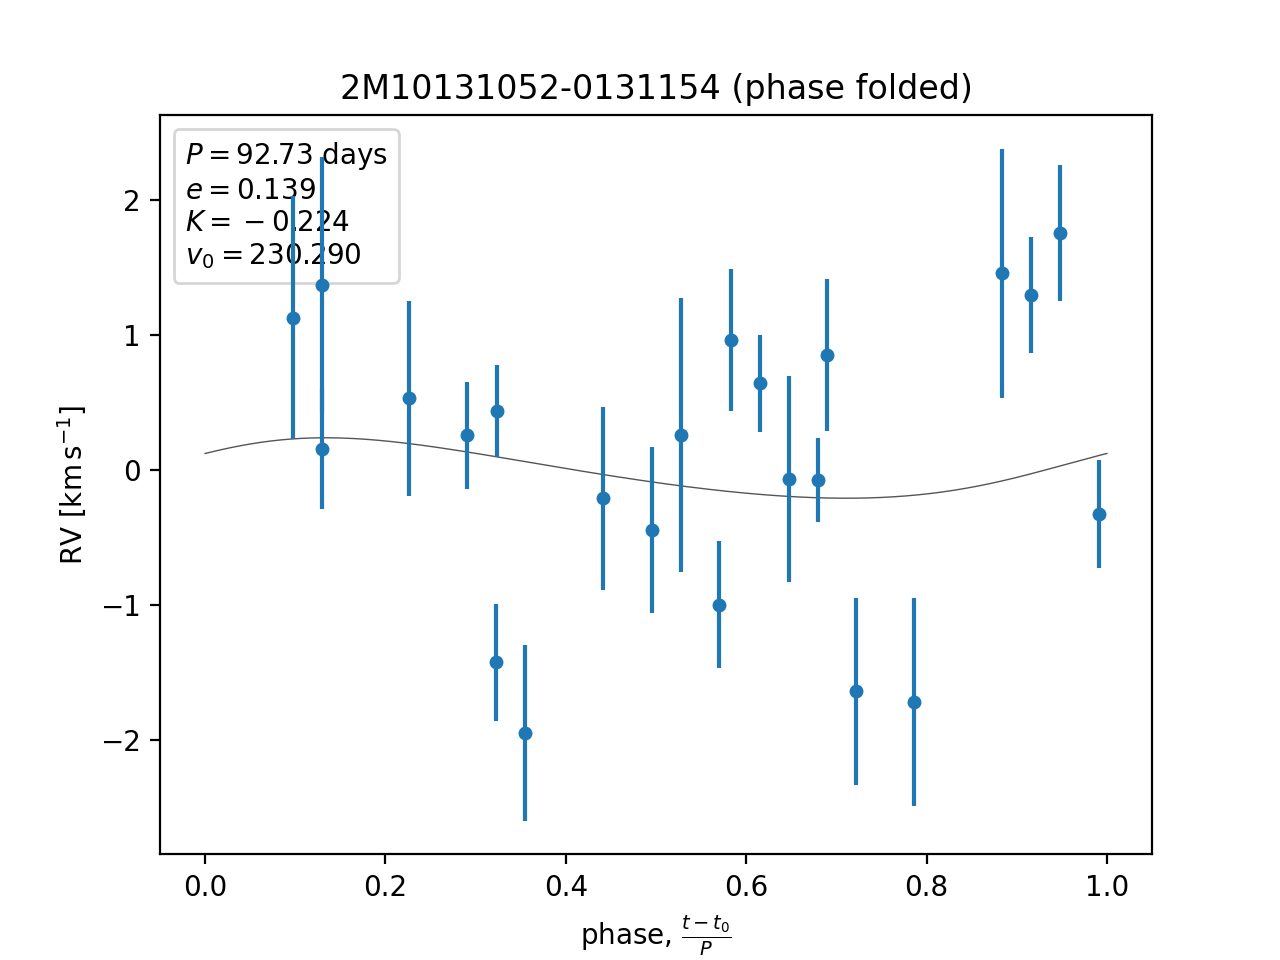 2M10131052-0131154 (phase folded)
P = 92.73 days
e = 0.139
K = −0.224
v₀ = 230.290
RV [km s⁻¹]
2
1
0
−1
−2
0.0 0.2 0.4 0.6 0.8 1.0
phase, (t − t₀)/P